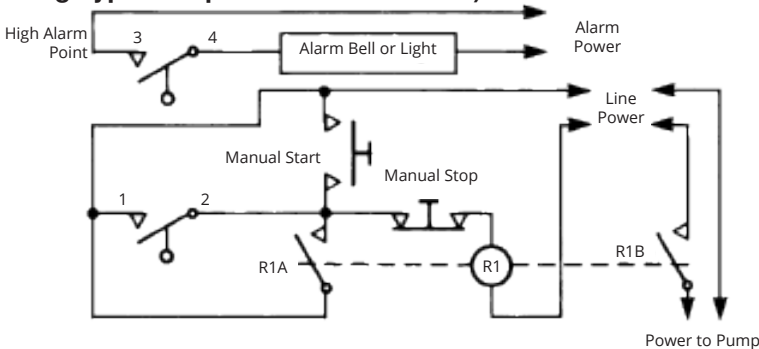 High Alarm
Point
3
4
Alarm Bell or Light
Alarm
Power
Line
Power
Manual Start
Manual Stop
1
2
R1A
R1
R1B
Power to Pump